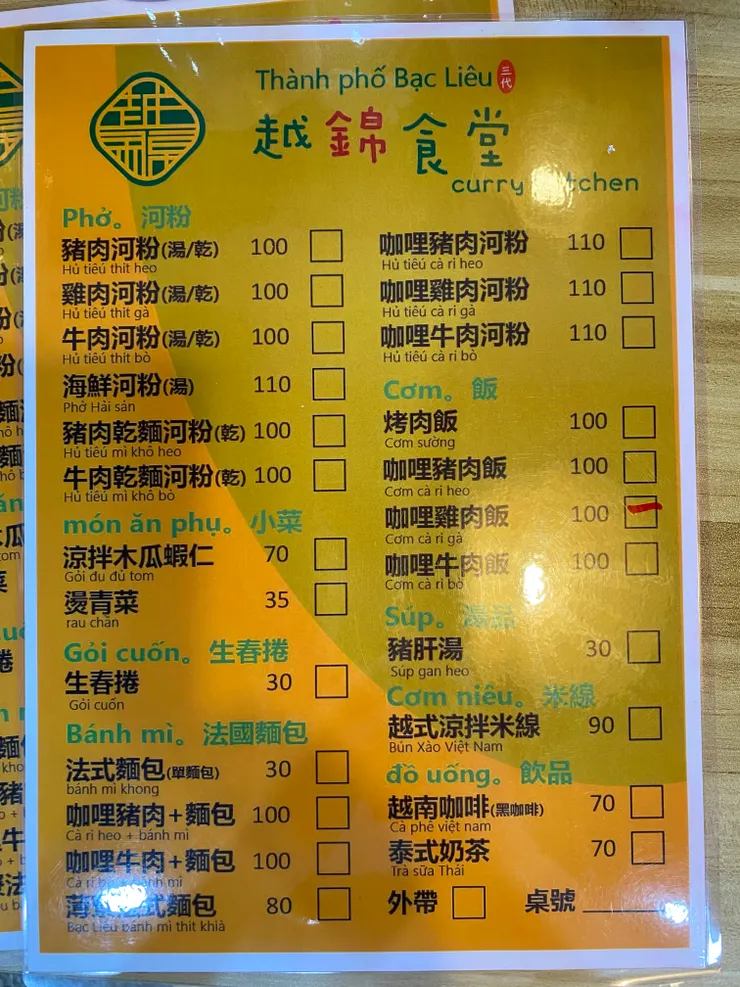 Thành phố Bạc Liêu 三代
越錦食堂
curry tchen
Phở。河粉
豬肉河粉(湯/乾) 100
Hủ tiếu thit heo
雞肉河粉(湯/乾) 100
Hủ tiếu thit gà
牛肉河粉(湯/乾) 100
Hủ tiếu thit bò
海鮮河粉(湯) 110
Phở Hải sản
豬肉乾麵河粉(乾) 100
Hủ tiếu mì khô heo
牛肉乾麵河粉(乾) 100
Hủ tiếu mì khô bò
món ăn phụ。小菜
涼拌木瓜蝦仁 70
Gỏi đu đủ tom
燙青菜 35
rau chần
Gỏi cuốn。生春捲
生春捲 30
Gỏi cuốn
Bánh mì。法國麵包
法式麵包(單麵包) 30
bánh mì khong
咖哩豬肉+麵包 100
Cà ri heo + bánh mì
咖哩牛肉+麵包 100
Cà ri bánh mì
式麵包 80
Bạc Liêu bánh mì thit khià
咖哩豬肉河粉 110
Hủ tiếu cà ri heo
咖哩雞肉河粉 110
Hủ tiếu cà ri gà
咖哩牛肉河粉 110
Hủ tiếu cà ri bò
Cơm。飯
烤肉飯 100
Cơm sường
咖哩豬肉飯 100
Cơm cà ri heo
咖哩雞肉飯 100
Cơm cà ri gà
咖哩牛肉飯 100
Cơm cà ri bò
Súp。湯品
豬肝湯 30
Súp gan heo
Cơm niêu。米線
越式涼拌米線 90
Bún Xào Việt Nam
đồ uống。飲品
越南咖啡(黑咖啡) 70
Cà phê việt nam
泰式奶茶 70
Trà sữa Thái
外帶 桌號